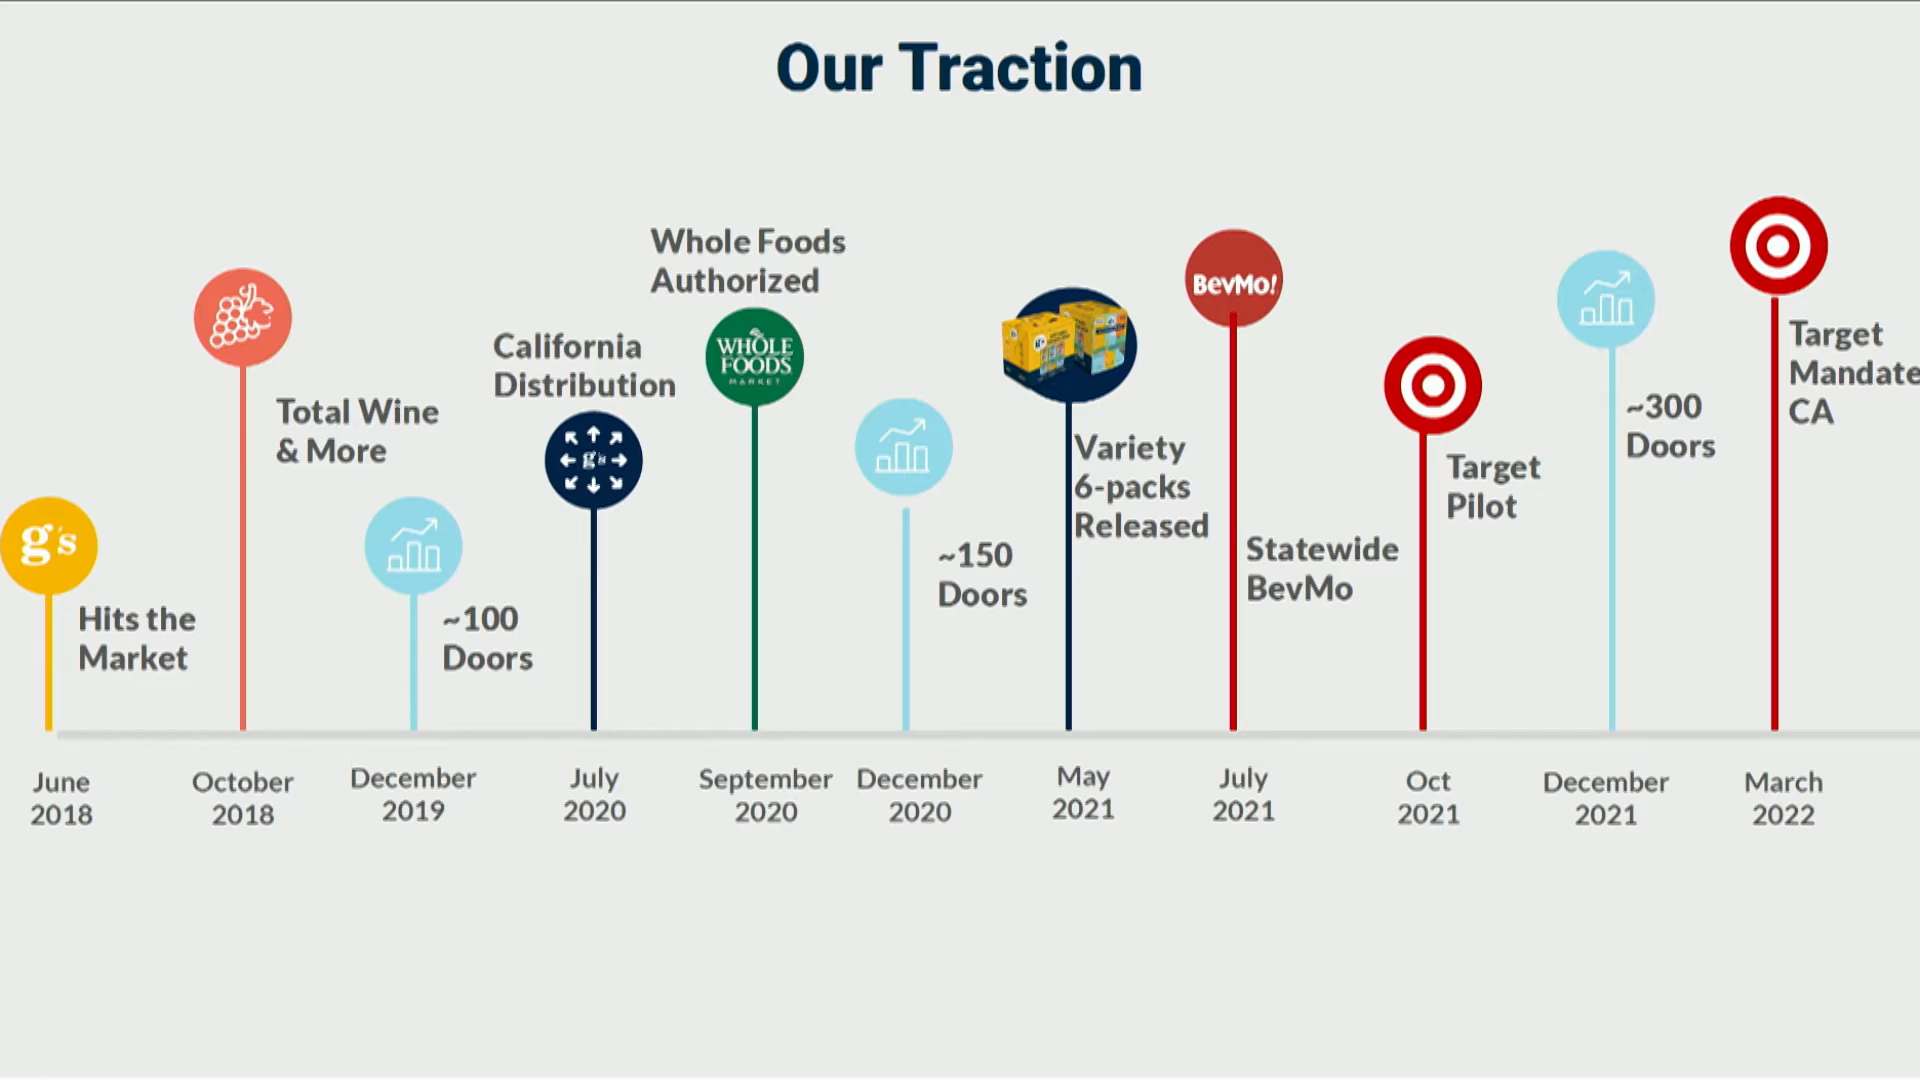 Our Traction
g's
Hits the
Market
June
2018
Total Wine
& More
October
2018
~100
Doors
December
2019
California
Distribution
g's
July
2020
Whole Foods
Authorized
WHOLE
FOODS
MARKET
September
2020
~150
Doors
December
2020
Variety
6-packs
Released
May
2021
BevMo!
Statewide
BevMo
July
2021
Target
Pilot
Oct
2021
~300
Doors
December
2021
Target
Mandate
CA
March
2022